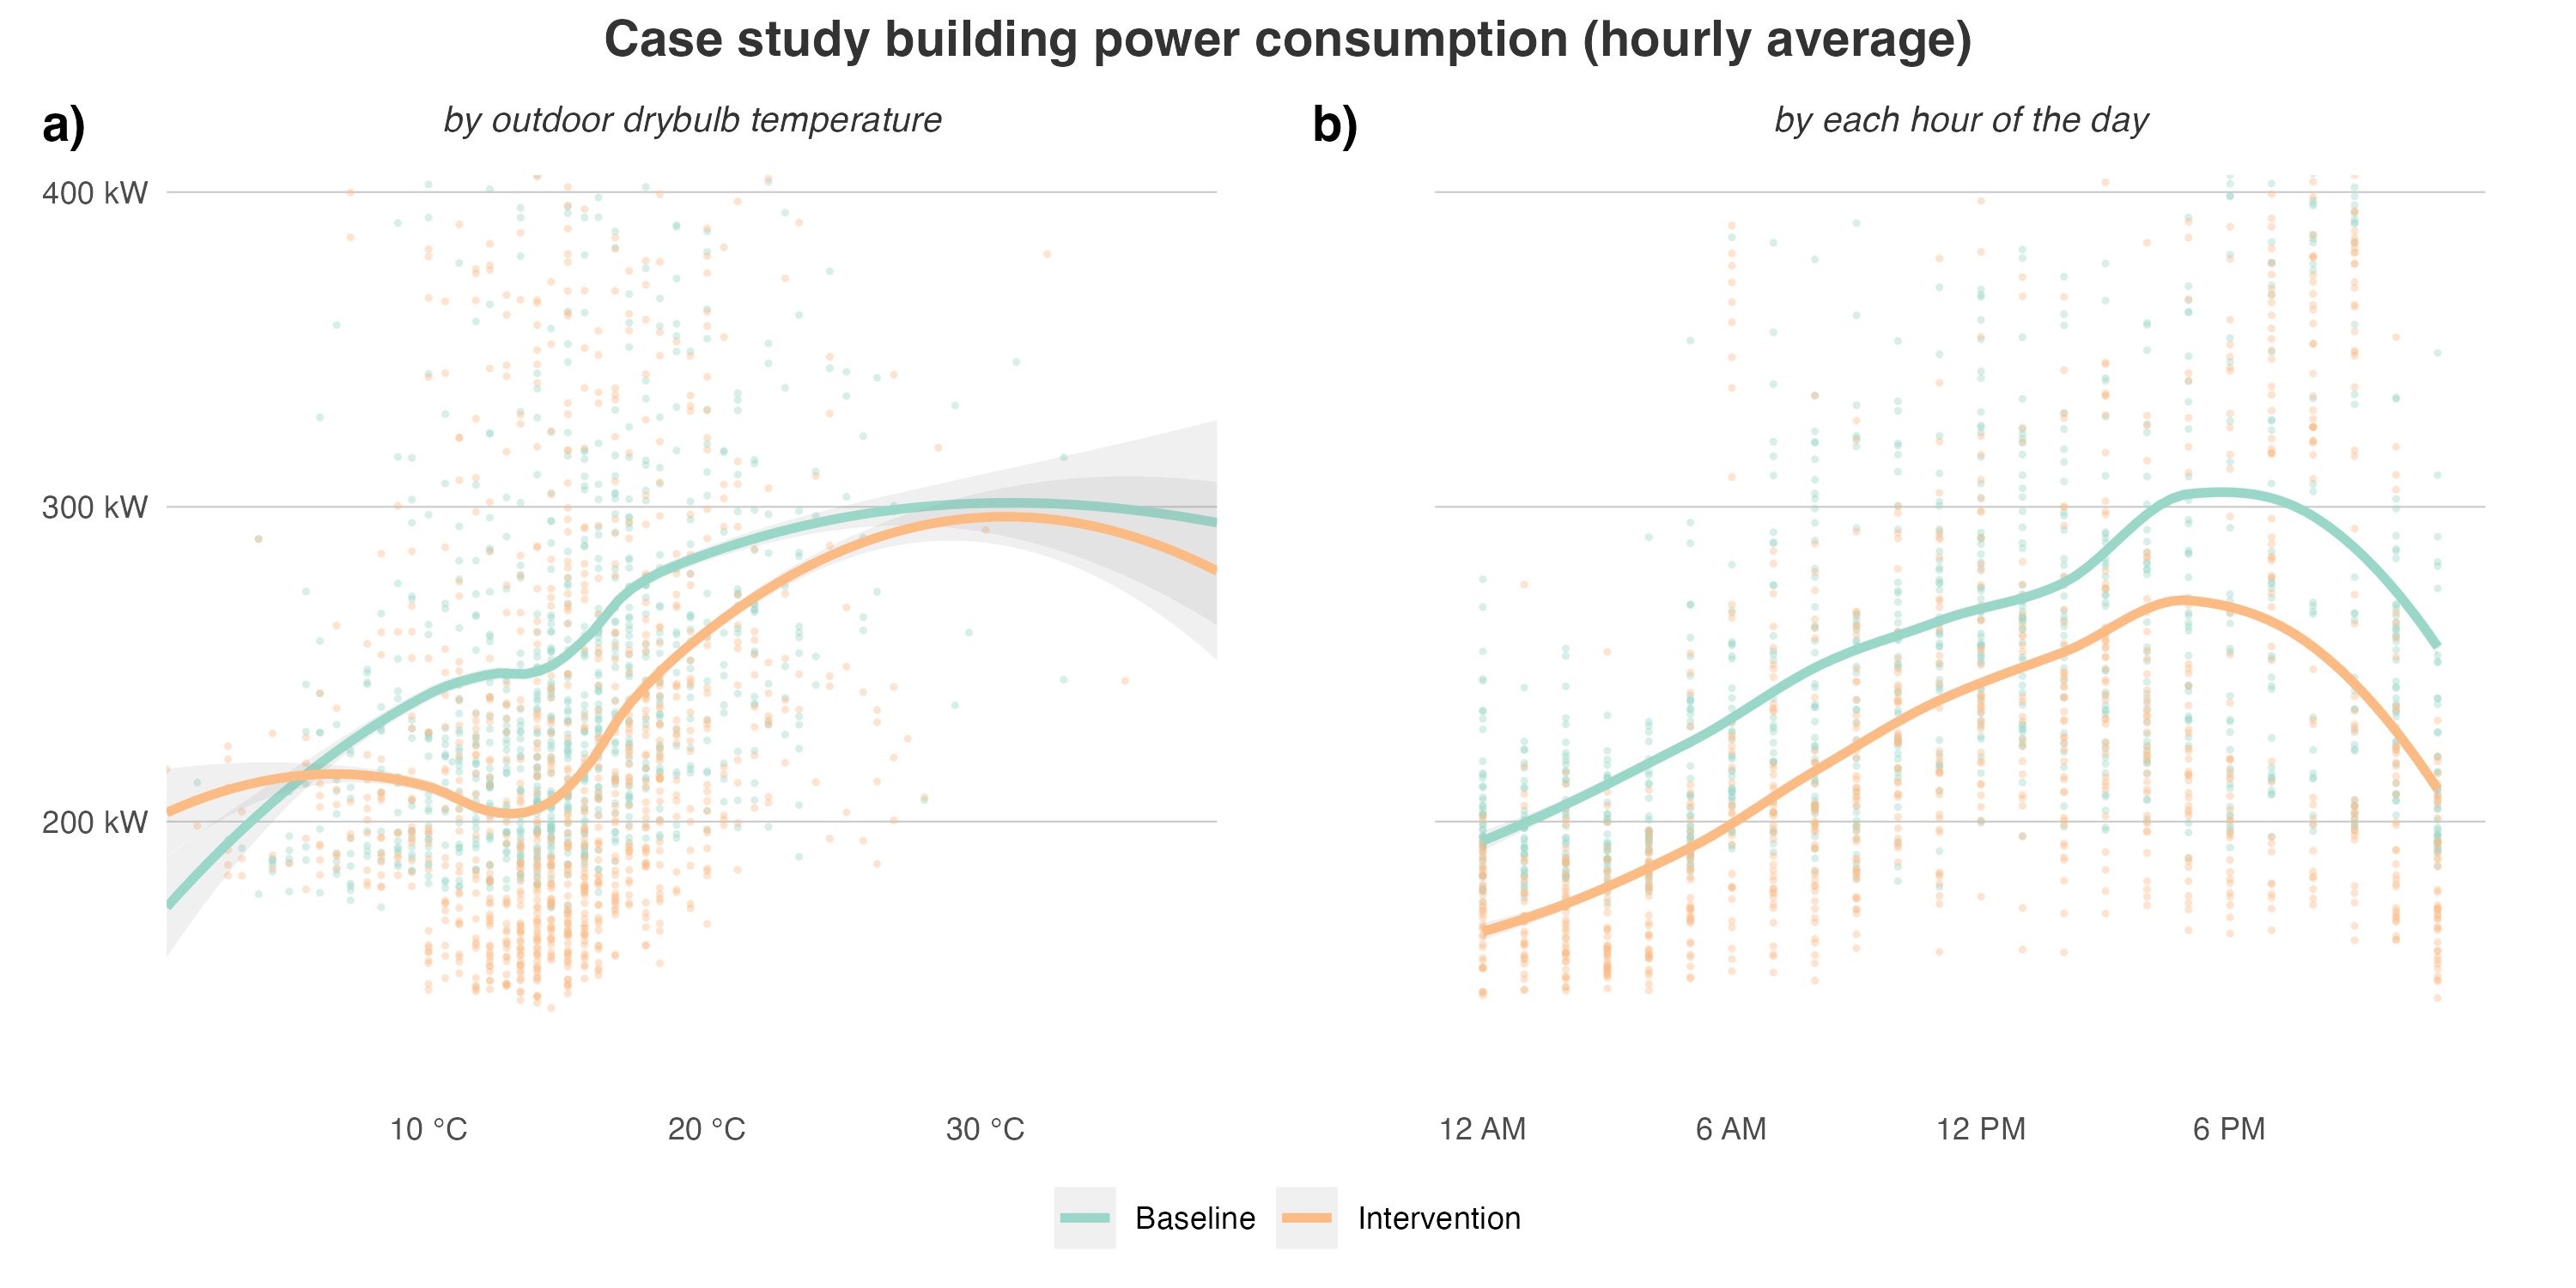 Case study building power consumption (hourly average)
a)
by outdoor drybulb temperature
b)
by each hour of the day
400 kW
300 kW
200 kW
10 °C
20 °C
30 °C
12 AM
6 AM
12 PM
6 PM
Baseline
Intervention